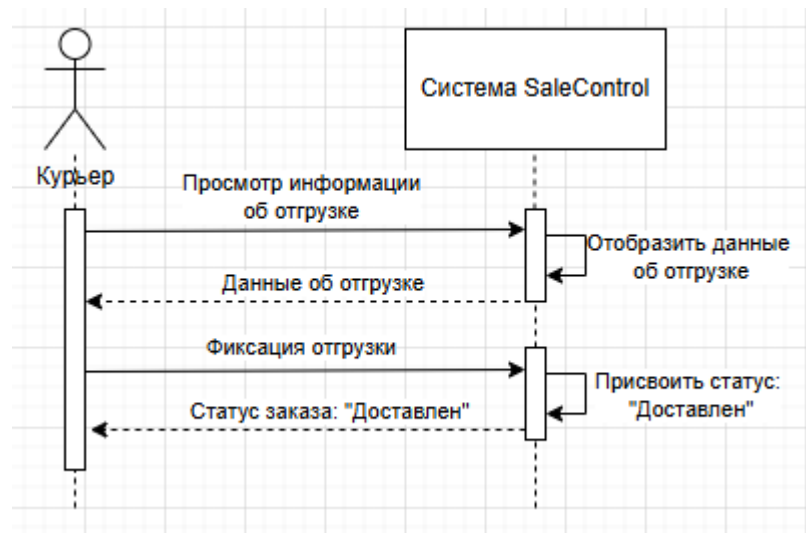 Система SaleControl
Курьер
Просмотр информации
об отгрузке
Отобразить данные
об отгрузке
Данные об отгрузке
Фиксация отгрузки
Присвоить статус:
"Доставлен"
Статус заказа: "Доставлен"